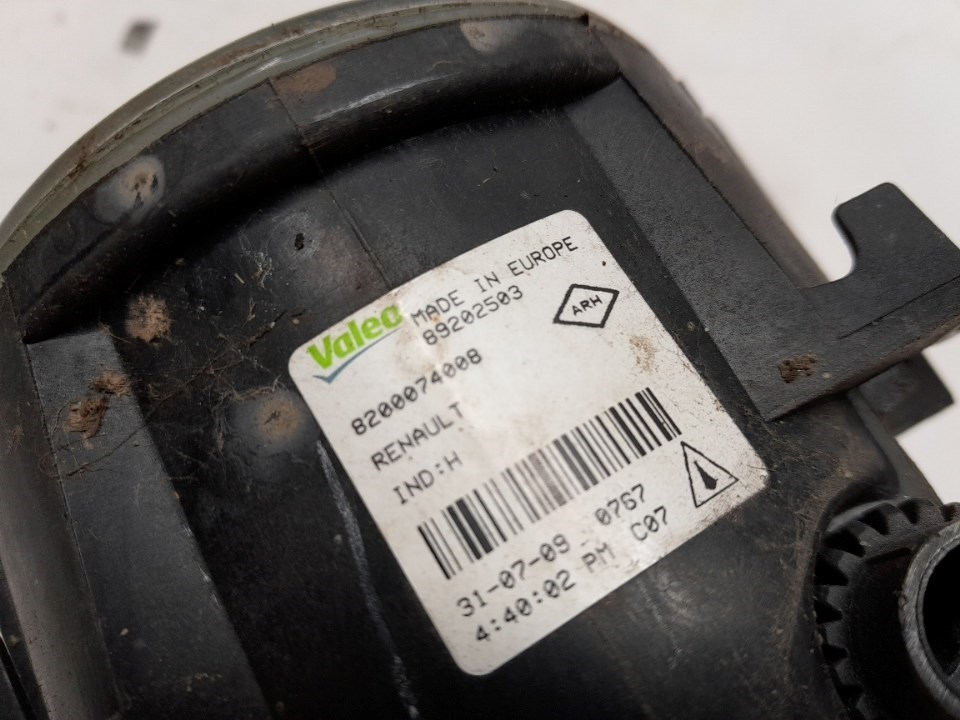 Valeo MADE IN EUROPE
89202503
ARH
8200074008
RENAULT
IND:H
31-07-09 0767
4:40:02 PM C07